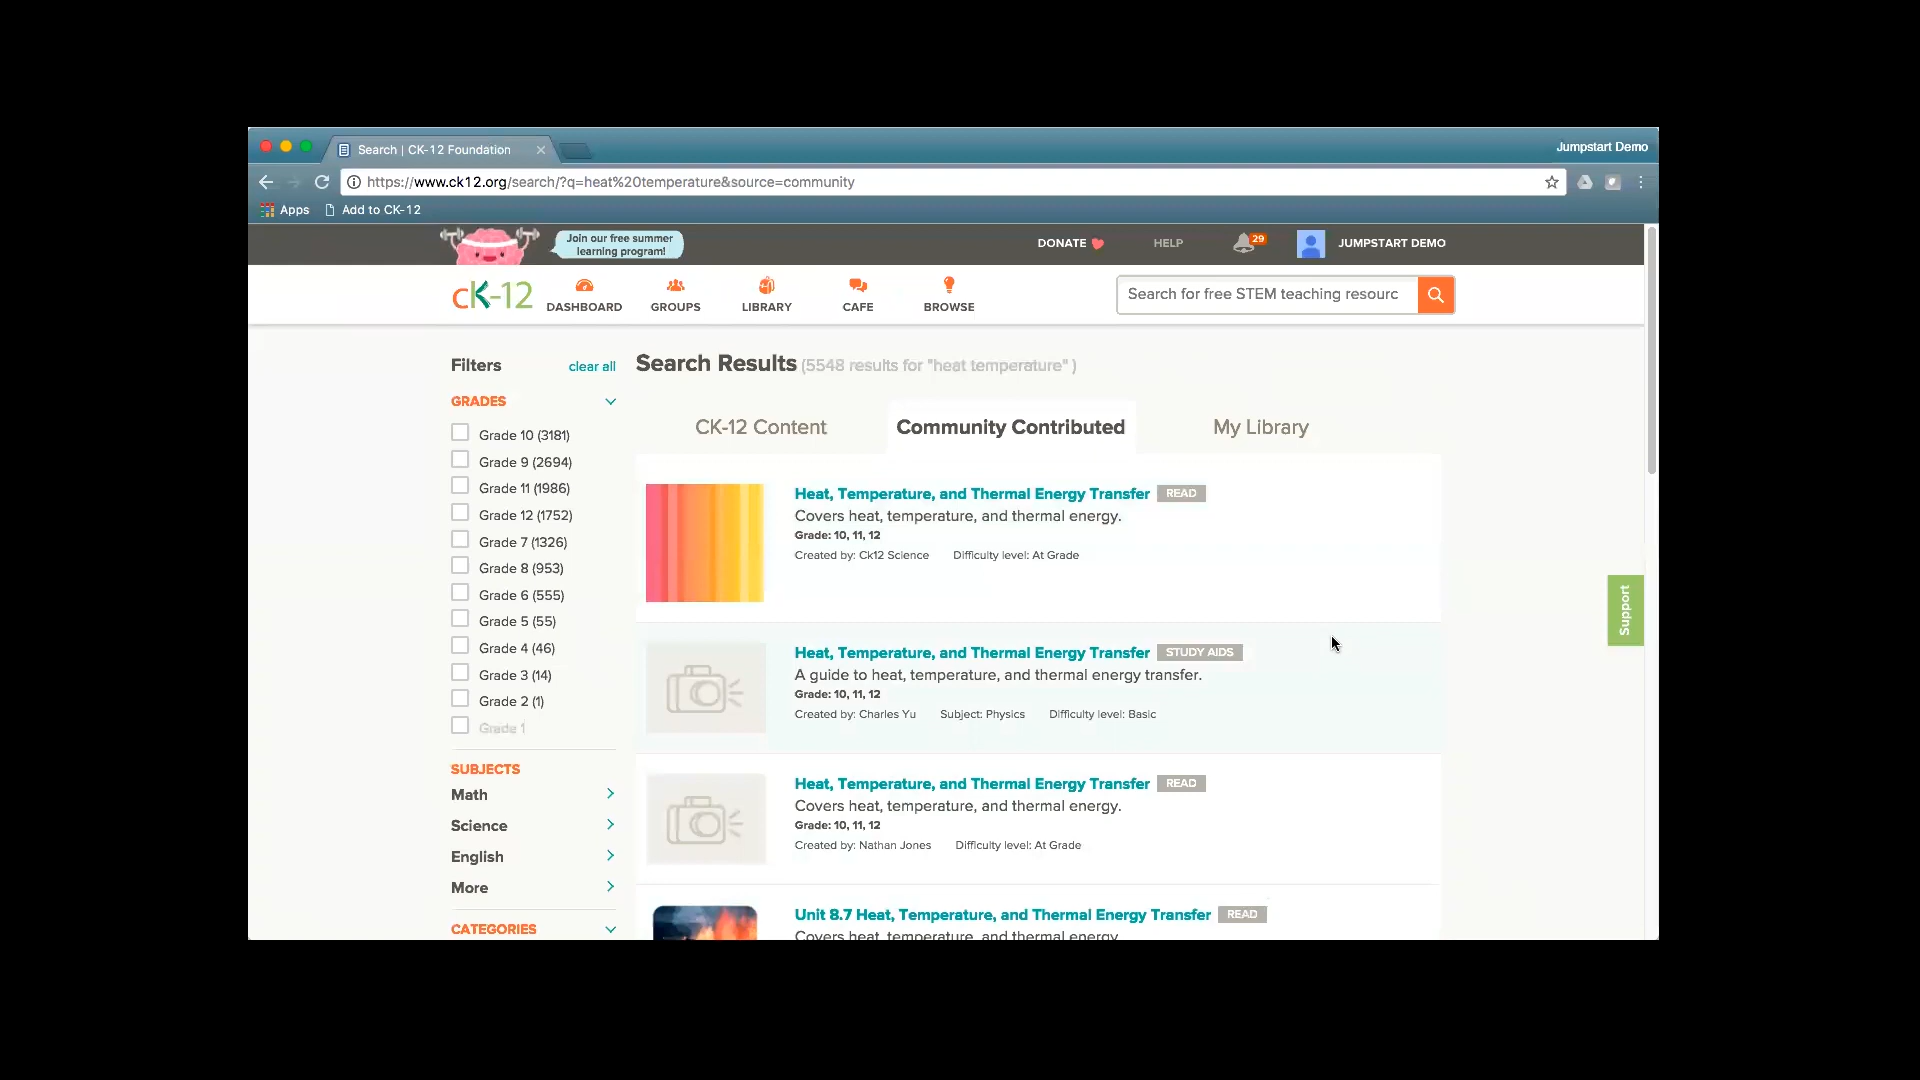 Search | CK-12 Foundation
Jumpstart Demo
https://www.ck12.org/search/?q=heat%20temperature&source=community
Apps
Add to CK-12
Join our free summer
learning program!
DONATE
HELP
29
JUMPSTART DEMO
cK-12
DASHBOARD
GROUPS
LIBRARY
CAFE
BROWSE
Search for free STEM teaching resourc
Filters
clear all
GRADES
Grade 10 (3181)
Grade 9 (2694)
Grade 11 (1986)
Grade 12 (1752)
Grade 7 (1326)
Grade 8 (953)
Grade 6 (555)
Grade 5 (55)
Grade 4 (46)
Grade 3 (14)
Grade 2 (1)
Grade 1
SUBJECTS
Math
Science
English
More
CATEGORIES
Search Results (5548 results for "heat temperature" )
CK-12 Content
Community Contributed
My Library
Heat, Temperature, and Thermal Energy Transfer READ
Covers heat, temperature, and thermal energy.
Grade: 10, 11, 12
Created by: Ck12 Science Difficulty level: At Grade
Heat, Temperature, and Thermal Energy Transfer STUDY AIDS
A guide to heat, temperature, and thermal energy transfer.
Grade: 10, 11, 12
Created by: Charles Yu Subject: Physics Difficulty level: Basic
Heat, Temperature, and Thermal Energy Transfer READ
Covers heat, temperature, and thermal energy.
Grade: 10, 11, 12
Created by: Nathan Jones Difficulty level: At Grade
Unit 8.7 Heat, Temperature, and Thermal Energy Transfer READ
Covers heat, temperature, and thermal energy.
Support